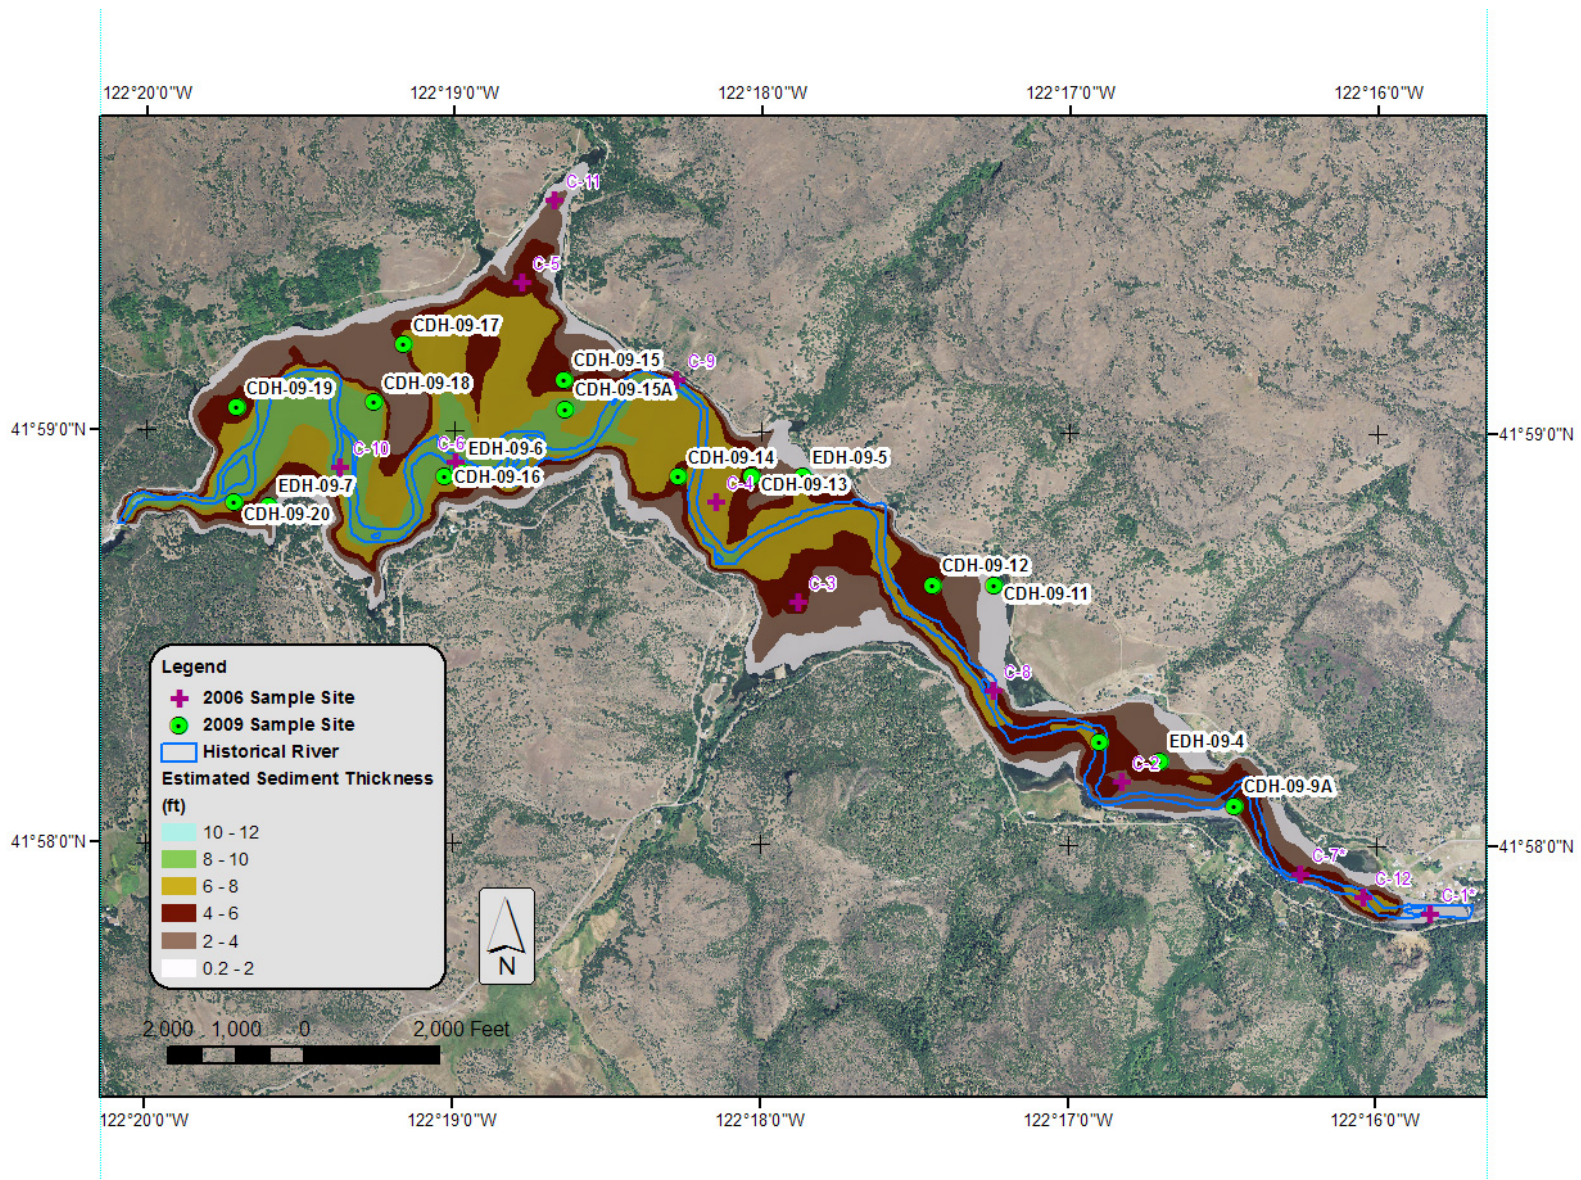 122°20'0"W
122°19'0"W
122°18'0"W
122°17'0"W
122°16'0"W
C-11
C-5
CDH-09-17
CDH-09-15
C-9
CDH-09-18
CDH-09-19
CDH-09-15A
41°59'0"N
41°59'0"N
C-10
C-6
EDH-09-6
CDH-09-14
EDH-09-5
CDH-09-16
EDH-09-7
C-4
CDH-09-13
CDH-09-20
CDH-09-12
C-3
CDH-09-11
C-8
Legend
2006 Sample Site
2009 Sample Site
Historical River
Estimated Sediment Thickness
(ft)
10 - 12
8 - 10
6 - 8
4 - 6
2 - 4
0.2 - 2
EDH-09-4
C-2
CDH-09-9A
41°58'0"N
41°58'0"N
C-7*
C-12
C-1*
N
2,000 1,000 0 2,000 Feet
122°20'0"W
122°19'0"W
122°18'0"W
122°17'0"W
122°16'0"W